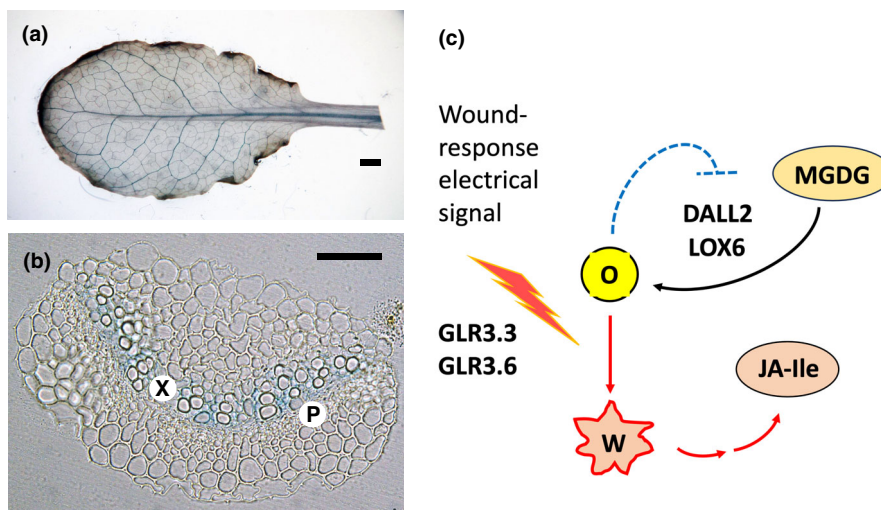 (a)
(b)
X
P
(c)
Wound-
response
electrical
signal
MGDG
DALL2
LOX6
O
GLR3.3
GLR3.6
JA-Ile
W